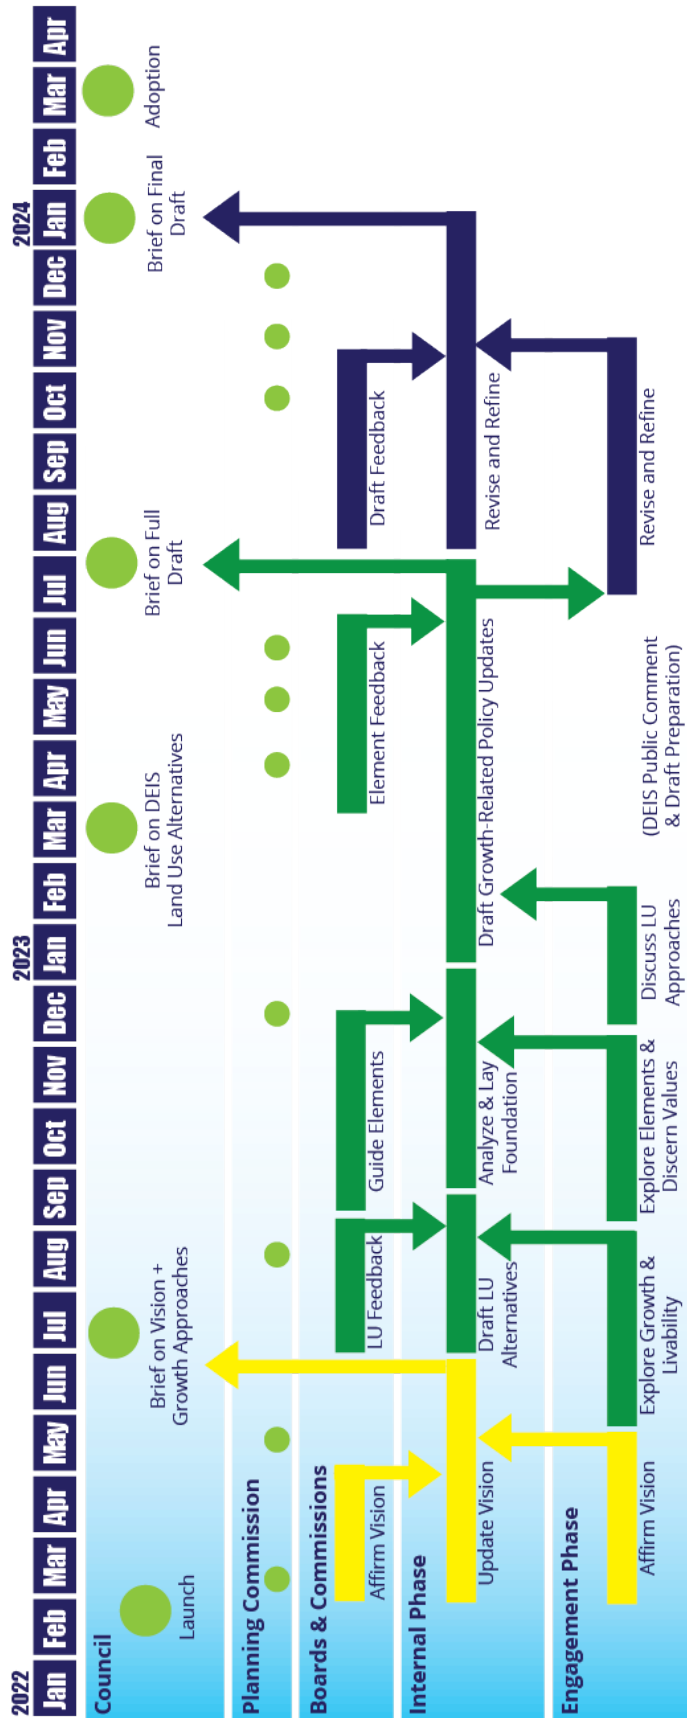 2022
2023
2024
Jan Feb Mar Apr May Jun Jul Aug Sep Oct Nov Dec Jan Feb Mar Apr May Jun Jul Aug Sep Oct Nov Dec Jan Feb Mar Apr
Council
Launch
Brief on Vision +
Growth Approaches
Brief on DEIS
Land Use Alternatives
Brief on Full
Draft
Brief on Final
Draft
Adoption
Planning Commission
Boards & Commissions
Affirm Vision
LU Feedback
Guide Elements
Element Feedback
Draft Feedback
Internal Phase
Update Vision
Draft LU
Alternatives
Analyze & Lay
Foundation
Draft Growth-Related Policy Updates
Revise and Refine
Engagement Phase
Affirm Vision
Explore Growth &
Livability
Explore Elements &
Discern Values
Discuss LU
Approaches
(DEIS Public Comment
& Draft Preparation)
Revise and Refine